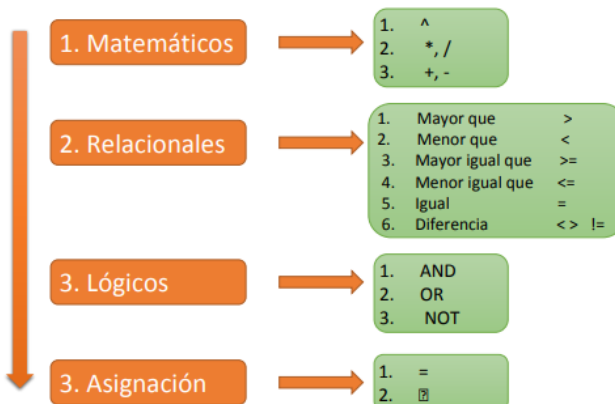 1. Matemáticos
1. ^
2. *, /
3. +, -
2. Relacionales
1. Mayor que >
2. Menor que <
3. Mayor igual que >=
4. Menor igual que <=
5. Igual =
6. Diferencia < > !=
3. Lógicos
1. AND
2. OR
3. NOT
3. Asignación
1. =
2. ⍰